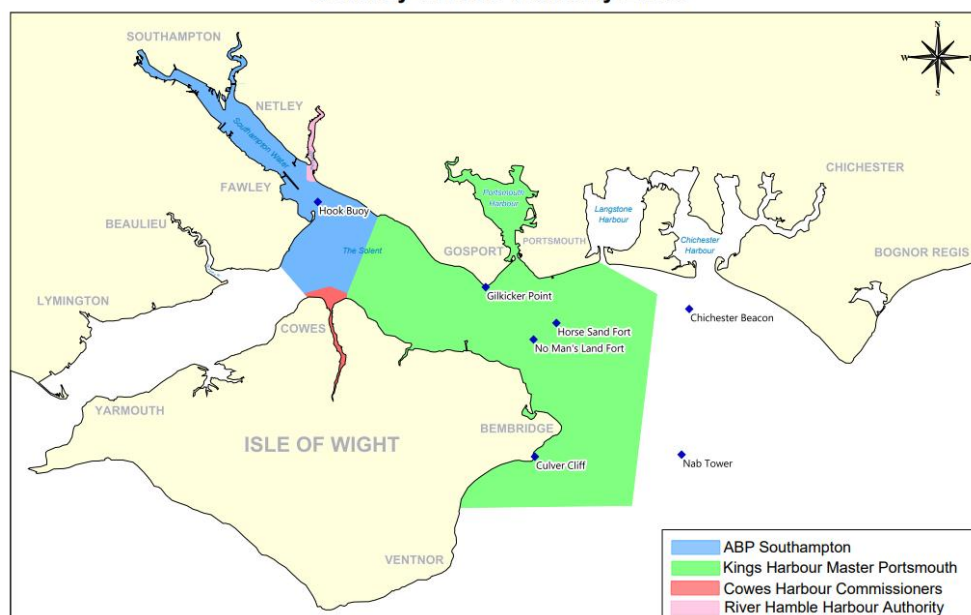 SOUTHAMPTON
N
W
S
NETLEY
Southampton Water
CHICHESTER
FAWLEY
Portsmouth
Harbour
Hook Buoy
Langstone
Harbour
BEAULIEU
The Solent
GOSPORT
PORTSMOUTH
Chichester
Harbour
BOGNOR REGIS
Gilkicker Point
LYMINGTON
Chichester Beacon
COWES
Horse Sand Fort
No Man's Land Fort
YARMOUTH
ISLE OF WIGHT
BEMBRIDGE
Culver Cliff
Nab Tower
VENTNOR
ABP Southampton
Kings Harbour Master Portsmouth
Cowes Harbour Commissioners
River Hamble Harbour Authority